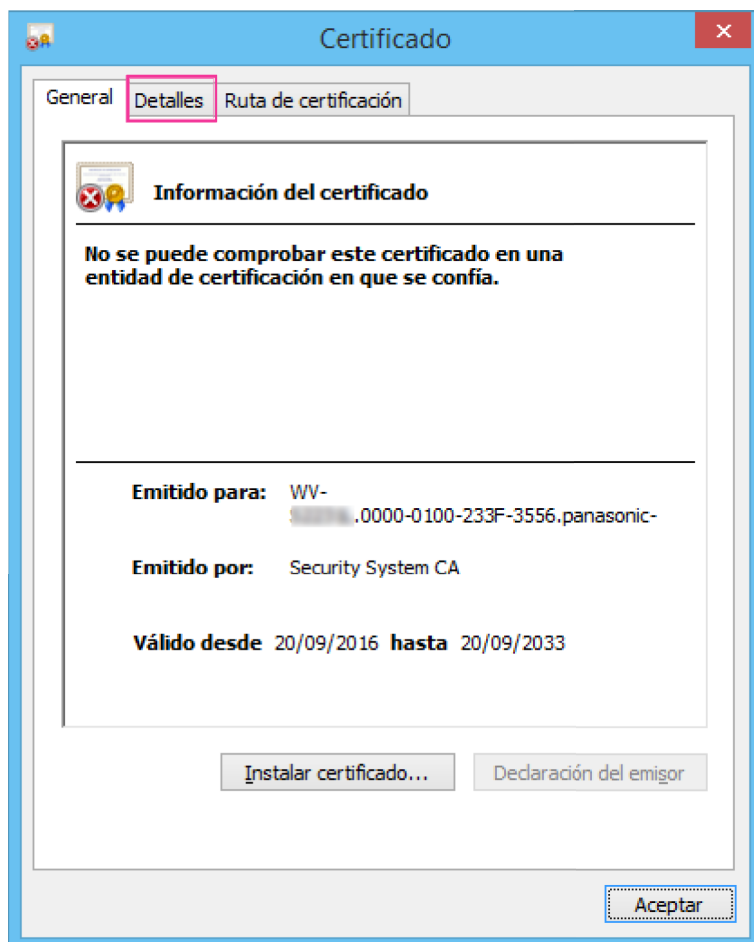 Certificado
General Detalles Ruta de certificación
Información del certificado
No se puede comprobar este certificado en una
entidad de certificación en que se confía.
Emitido para: WV-
.0000-0100-233F-3556.panasonic-
Emitido por: Security System CA
Válido desde 20/09/2016 hasta 20/09/2033
Instalar certificado... Declaración del emisor
Aceptar